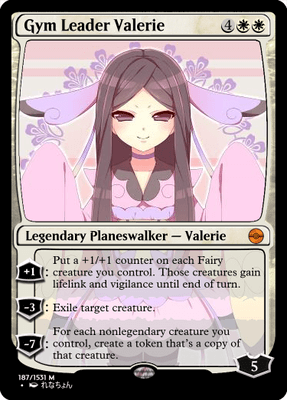 Gym Leader Valerie 4
Legendary Planeswalker — Valerie
+1: Put a +1/+1 counter on each Fairy
creature you control. Those creatures gain
lifelink and vigilance until end of turn.
-3: Exile target creature.
-7: For each nonlegendary creature you
control, create a token that's a copy of
that creature.
5
187/1531 M
• れなちょん